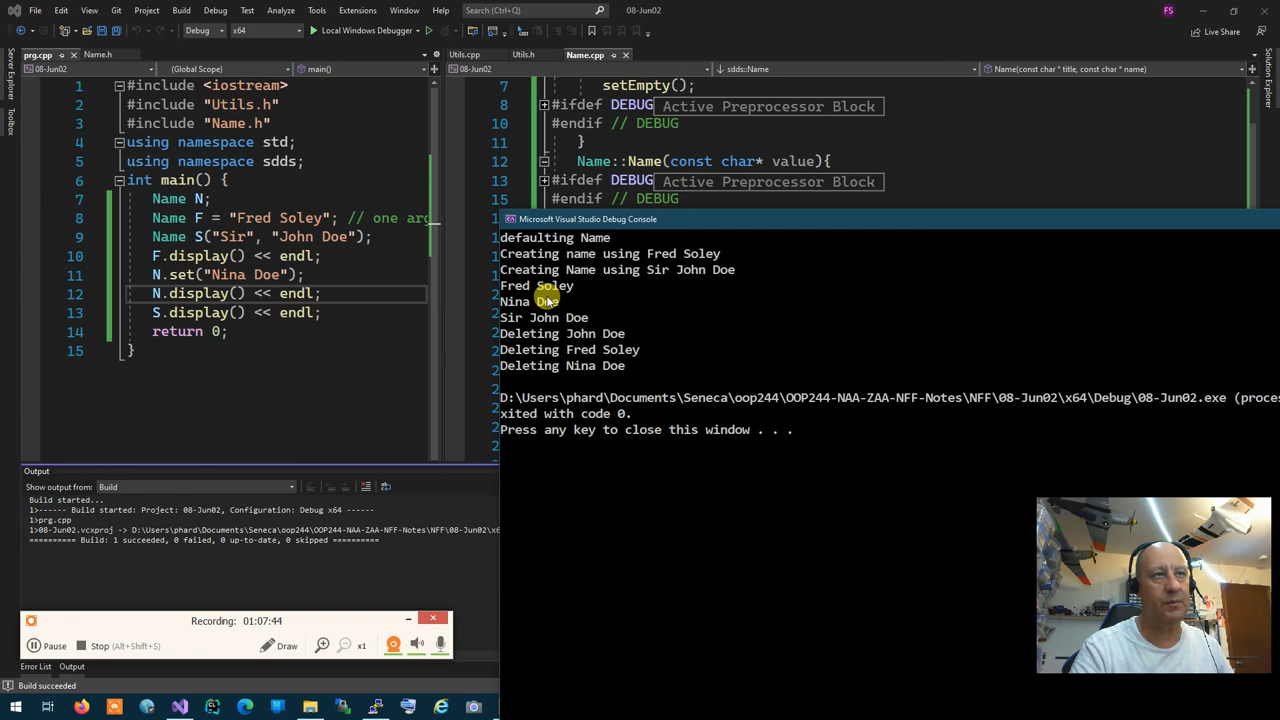 File Edit View Git Project Build Debug Test Analyze Tools Extensions Window Help Search (Ctrl+Q) 08-Jun02 FS
Debug x64 Local Windows Debugger Live Share
prg.cpp Name.h
08-Jun02 (Global Scope) main()
1 #include <iostream>
2 #include "Utils.h"
3 #include "Name.h"
4 using namespace std;
5 using namespace sdds;
6 int main() {
7 Name N;
8 Name F = "Fred Soley"; // one arg
9 Name S("Sir", "John Doe");
10 F.display() << endl;
11 N.set("Nina Doe");
12 N.display() << endl;
13 S.display() << endl;
14 return 0;
15 }
Utils.cpp Utils.h Name.cpp
08-Jun02 sdds::Name Name(const char * title, const char * name)
7 setEmpty();
8 #ifdef DEBUG Active Preprocessor Block
10 #endif // DEBUG
11 }
12 Name::Name(const char* value){
13 #ifdef DEBUG Active Preprocessor Block
15 #endif // DEBUG
Server Explorer
Toolbox
Solution Explorer
Microsoft Visual Studio Debug Console
defaulting Name
Creating name using Fred Soley
Creating Name using Sir John Doe
Fred Soley
Nina Doe
Sir John Doe
Deleting John Doe
Deleting Fred Soley
Deleting Nina Doe
D:\Users\phard\Documents\Seneca\oop244\OOP244-NAA-ZAA-NFF-Notes\NFF\08-Jun02\x64\Debug\08-Jun02.exe (proce
xited with code 0.
Press any key to close this window . . .
Output
Show output from: Build
Build started...
1>------ Build started: Project: 08-Jun02, Configuration: Debug x64 ------
1>prg.cpp
1>08-Jun02.vcxproj -> D:\Users\phard\Documents\Seneca\oop244\OOP244-NAA-ZAA-NFF-Notes\NFF\08-Jun02\x6
========== Build: 1 succeeded, 0 failed, 0 up-to-date, 0 skipped ==========
Recording: 01:07:44
Pause Stop (Alt+Shift+S) Draw x1
Error List Output
Build succeeded